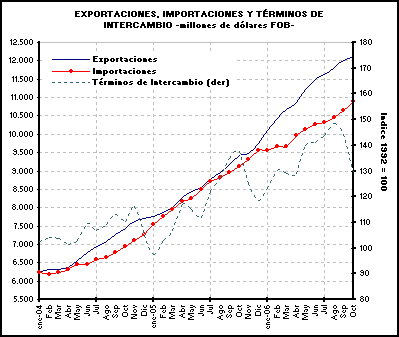 EXPORTACIONES, IMPORTACIONES Y TÉRMINOS DE
INTERCAMBIO -millones de dólares FOB-
Exportaciones
Importaciones
Términos de Intercambio (der)
12.500
12.000
11.500
11.000
10.500
10.000
9.500
9.000
8.500
8.000
7.500
7.000
6.500
6.000
5.500
180
170
160
150
140
130
120
110
100
90
80
Indice 1992 = 100
ene-04
Feb
Mar
Abr
May
Jun
Jul
Ago
Sep
Oct
Nov
Dic
ene-05
Feb
Mar
Abr
May
Jun
Jul
Ago
Sep
Oct
Nov
Dic
ene-06
Feb
Mar
Abr
May
Jun
Jul
Ago
Sep
Oct